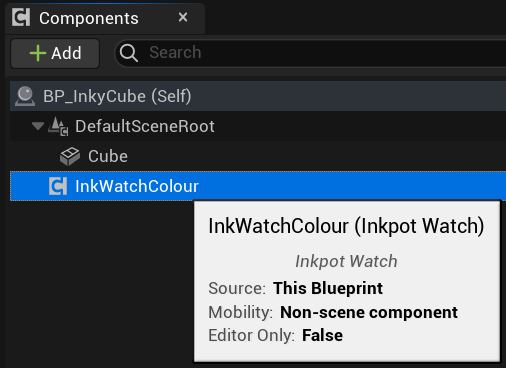 Components
Add
Search
BP_InkyCube (Self)
DefaultSceneRoot
Cube
InkWatchColour
InkWatchColour (Inkpot Watch)
Inkpot Watch
Source: This Blueprint
Mobility: Non-scene component
Editor Only: False